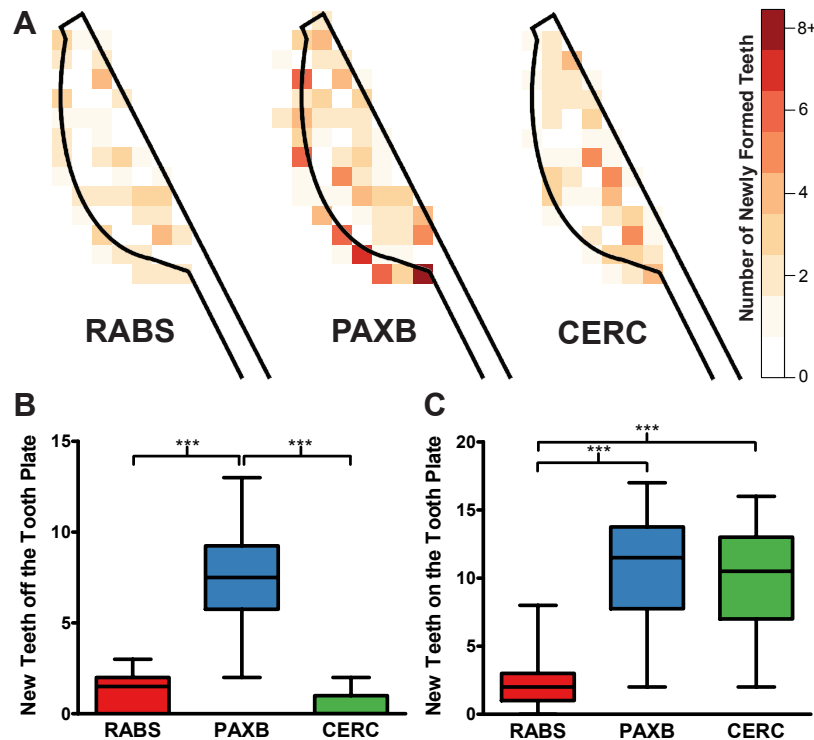 A
RABS
PAXB
CERC
Number of Newly Formed Teeth
8+
6
4
2
0
B
New Teeth off the Tooth Plate
15
10
5
0
***
***
RABS
PAXB
CERC
C
New Teeth on the Tooth Plate
20
15
10
5
0
***
***
RABS
PAXB
CERC